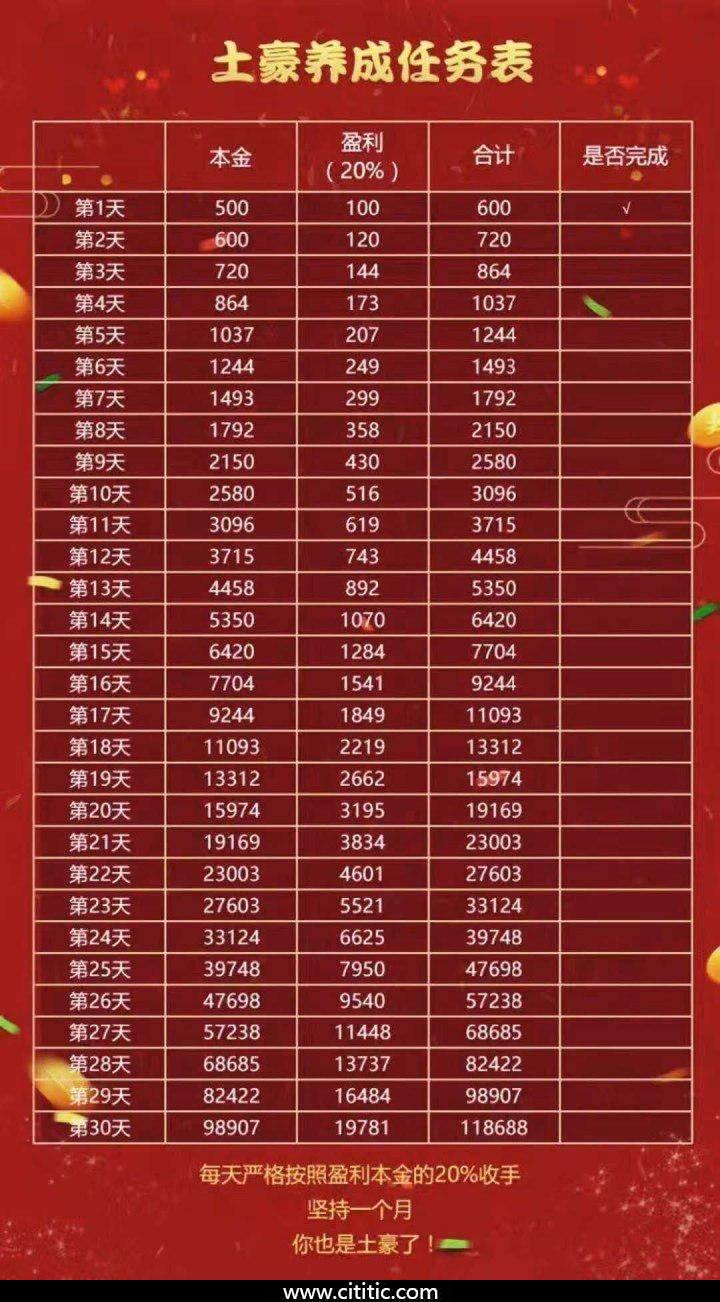 土豪养成任务表
本金 盈利（20%） 合计 是否完成
第1天 500 100 600 √
第2天 600 120 720
第3天 720 144 864
第4天 864 173 1037
第5天 1037 207 1244
第6天 1244 249 1493
第7天 1493 299 1792
第8天 1792 358 2150
第9天 2150 430 2580
第10天 2580 516 3096
第11天 3096 619 3715
第12天 3715 743 4458
第13天 4458 892 5350
第14天 5350 1070 6420
第15天 6420 1284 7704
第16天 7704 1541 9244
第17天 9244 1849 11093
第18天 11093 2219 13312
第19天 13312 2662 15974
第20天 15974 3195 19169
第21天 19169 3834 23003
第22天 23003 4601 27603
第23天 27603 5521 33124
第24天 33124 6625 39748
第25天 39748 7950 47698
第26天 47698 9540 57238
第27天 57238 11448 68685
第28天 68685 13737 82422
第29天 82422 16484 98907
第30天 98907 19781 118688
每天严格按照盈利本金的20%收手
坚持一个月
你也是土豪了！
www.cititic.com